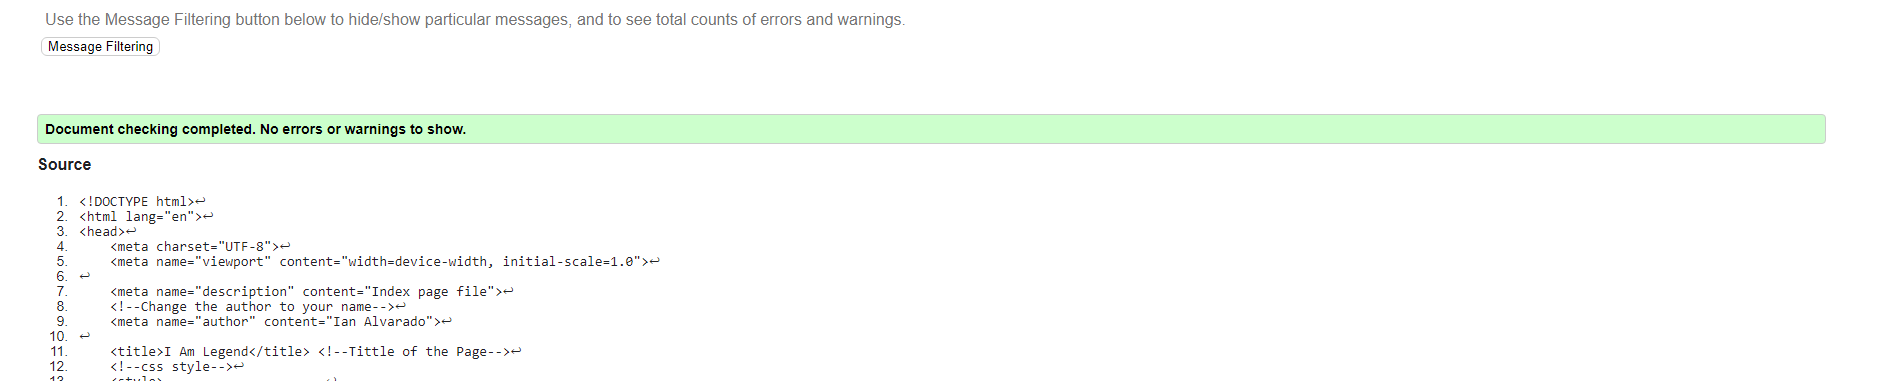 Use the Message Filtering button below to hide/show particular messages, and to see total counts of errors and warnings.
Message Filtering
Document checking completed. No errors or warnings to show.
Source
1. <!DOCTYPE html>↩
2. <html lang="en">↩
3. <head>↩
4.     <meta charset="UTF-8">↩
5.     <meta name="viewport" content="width=device-width, initial-scale=1.0">↩
6. ↩
7.     <meta name="description" content="Index page file">↩
8.     <!--Change the author to your name-->↩
9.     <meta name="author" content="Ian Alvarado">↩
10. ↩
11.     <title>I Am Legend</title> <!--Tittle of the Page-->↩
12.     <!--css style-->↩
13.     <style>